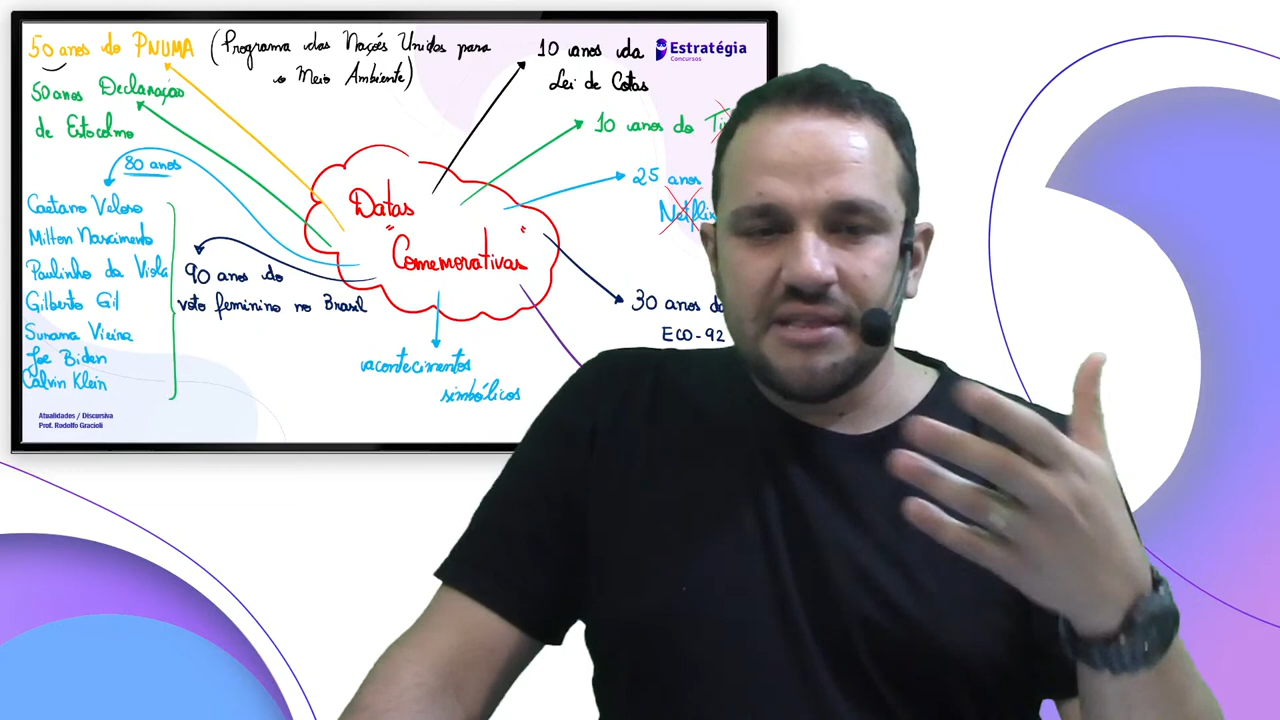 50 anos do PNUMA (Programa das Nações Unidas para
o Meio Ambiente)
50 anos Declaração
de Estocolmo
80 anos
Caetano Veloso
Milton Nascimento
Paulinho da Viola
Gilberto Gil
Susana Vieira
Joe Biden
Calvin Klein
90 anos do
voto feminino no Brasil
Datas
"Comemorativas"
acontecimentos
simbólicos
10 anos da
Lei de Cotas
Estratégia
Concursos
10 anos do
25 anos
Netflix
30 anos da
ECO-92
Atualidades / Discursiva
Prof. Rodolfo Gracioli